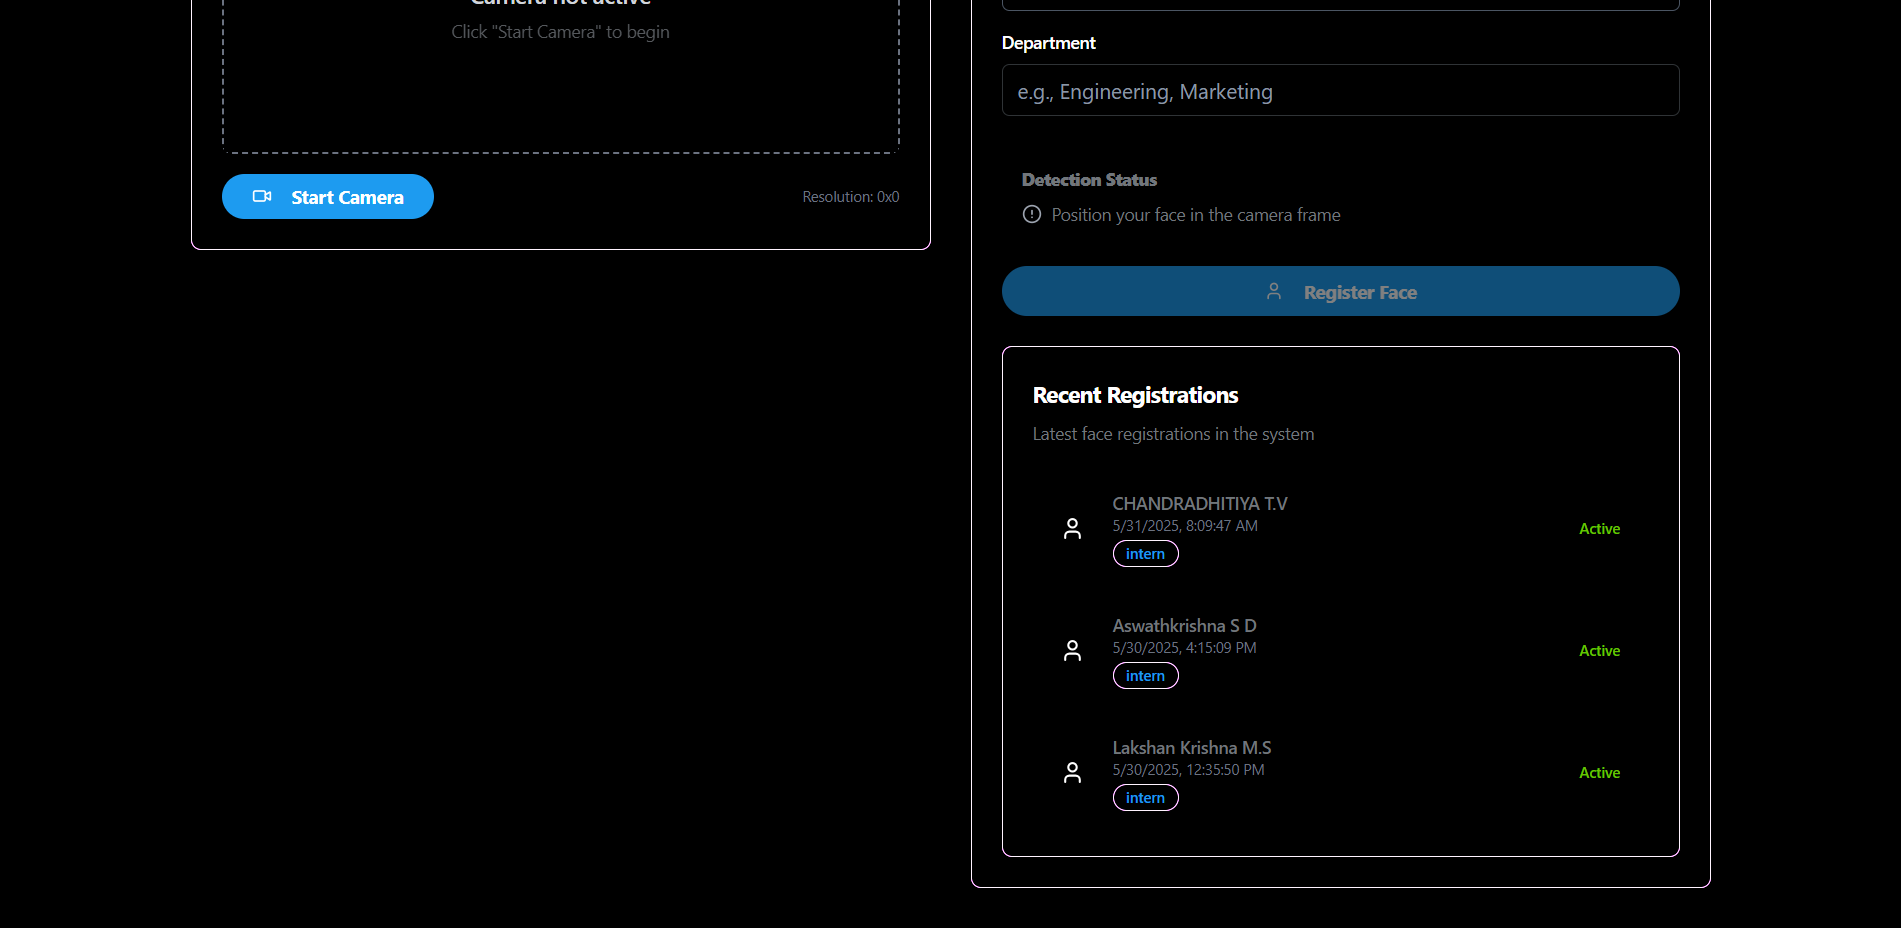 Camera not active
Click "Start Camera" to begin
Start Camera
Resolution: 0x0
Department
e.g., Engineering, Marketing
Detection Status
Position your face in the camera frame
Register Face
Recent Registrations
Latest face registrations in the system
CHANDRADHITIYA T.V
5/31/2025, 8:09:47 AM
intern
Active
Aswathkrishna S D
5/30/2025, 4:15:09 PM
intern
Active
Lakshan Krishna M.S
5/30/2025, 12:35:50 PM
intern
Active